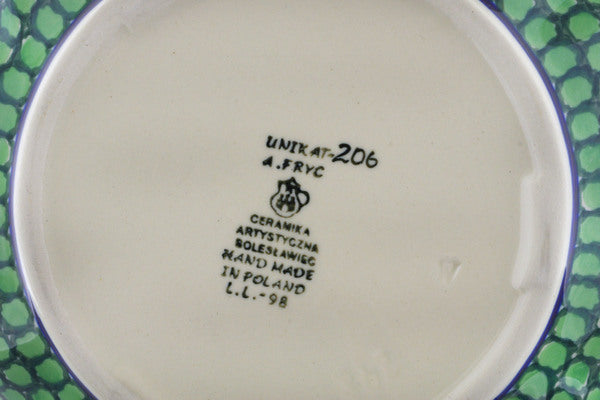 UNIKAT-206
A.FRYC
CERAMIKA
ARTYSTYCZNA
BOLESŁAWIEC
HAND MADE
IN POLAND
L.L.-98